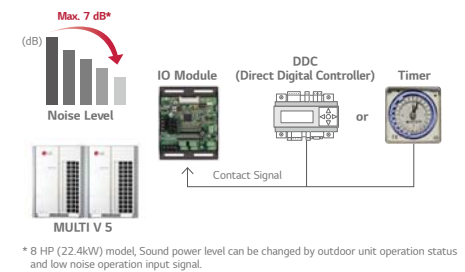 Max. 7 dB*
(dB)
Noise Level
IO Module
DDC
(Direct Digital Controller)
Timer
or
Contact Signal
LG
LG
MULTI V 5
* 8 HP (22.4kW) model, Sound power level can be changed by outdoor unit operation status
and low noise operation input signal.